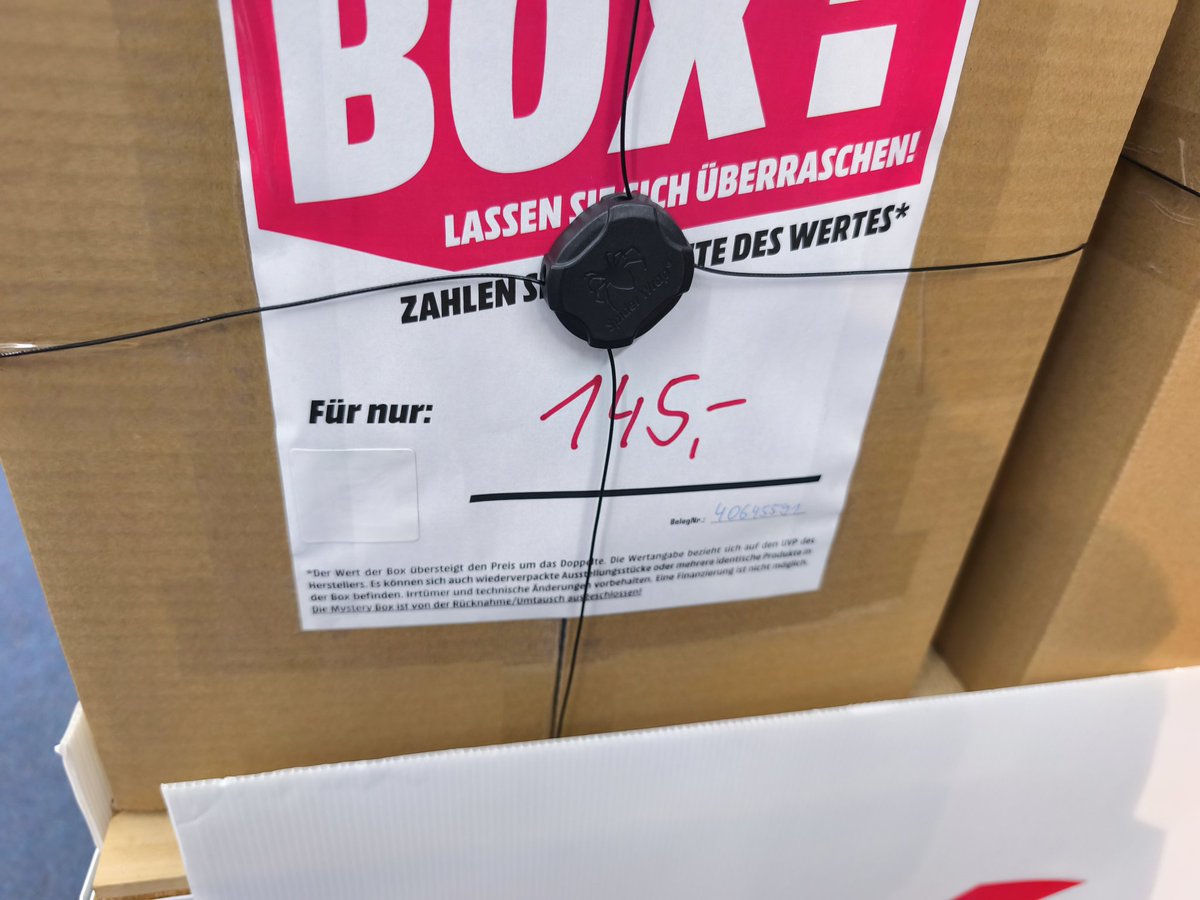 BOX!
LASSEN SIE SICH ÜBERRASCHEN!
ZAHLEN DES WERTES*
Spider Wrap
Für nur:
145,-
BelegNr.: 40645591
*Der Wert der Box übersteigt den Preis um das Doppelte. Die Wertangabe bezieht sich auf den UVP des
Herstellers. Es können sich auch wiederverpackte Ausstellungsstücke oder mehrere identische Produkte in
der Box befinden. Irrtümer und technische Änderungen vorbehalten. Eine Finanzierung ist nicht möglich.
Die Mystery Box ist von der Rücknahme/Umtausch ausgeschlossen!